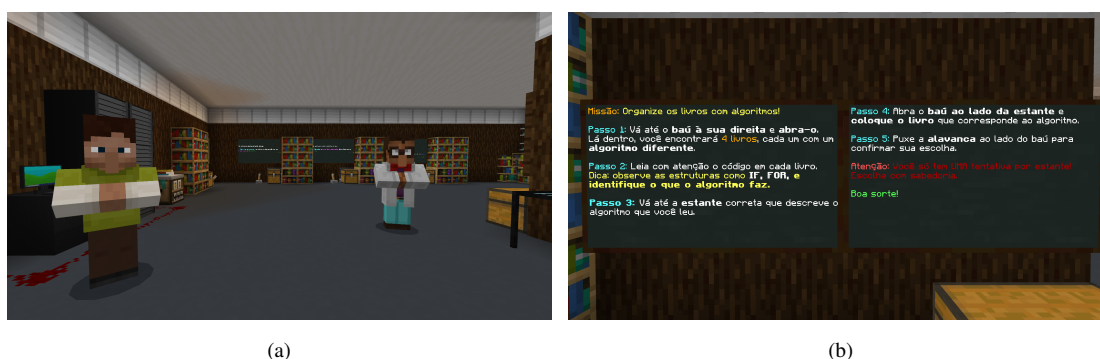 Missão: Organize os livros com algoritmos!
Passo 1: Vá até o baú à sua direita e abra-o.
Lá dentro, você encontrará 4 livros, cada um com um
algoritmo diferente.
Passo 2: Leia com atenção o código em cada livro.
Dica: observe as estruturas como IF, FOR, e
identifique o que o algoritmo faz.
Passo 3: Vá até a estante correta que descreve o
algoritmo que você leu.
Passo 4: Abra o baú ao lado da estante e
coloque o livro que corresponde ao algoritmo.
Passo 5: Puxe a alavanca ao lado do baú para
confirmar sua escolha.
Atenção: você só tem UMA tentativa por estante!
Escolha com sabedoria.
Boa sorte!
(a)
(b)